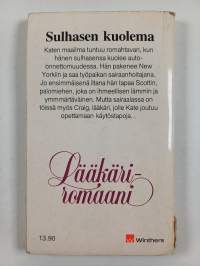 Sulhasen kuolema
Katen maailma tuntuu romahtavan, kun
hänen sulhasensa kuolee auto-
onnettomuudessa. Hän pakenee New
Yorkiin ja saa työpaikan sairaanhoitajana.
Jo ensimmäisenä iltana hän tapaa Scottin,
palomiehen, joka on ihmeellisen lämmin ja
ymmärtäväinen. Mutta sairaalassa on
töissä myös Craig, lääkäri, jolle Kate joutuu
opettamaan käytöstapoja...
Lääkäri-
romaani
13.90
Winthers